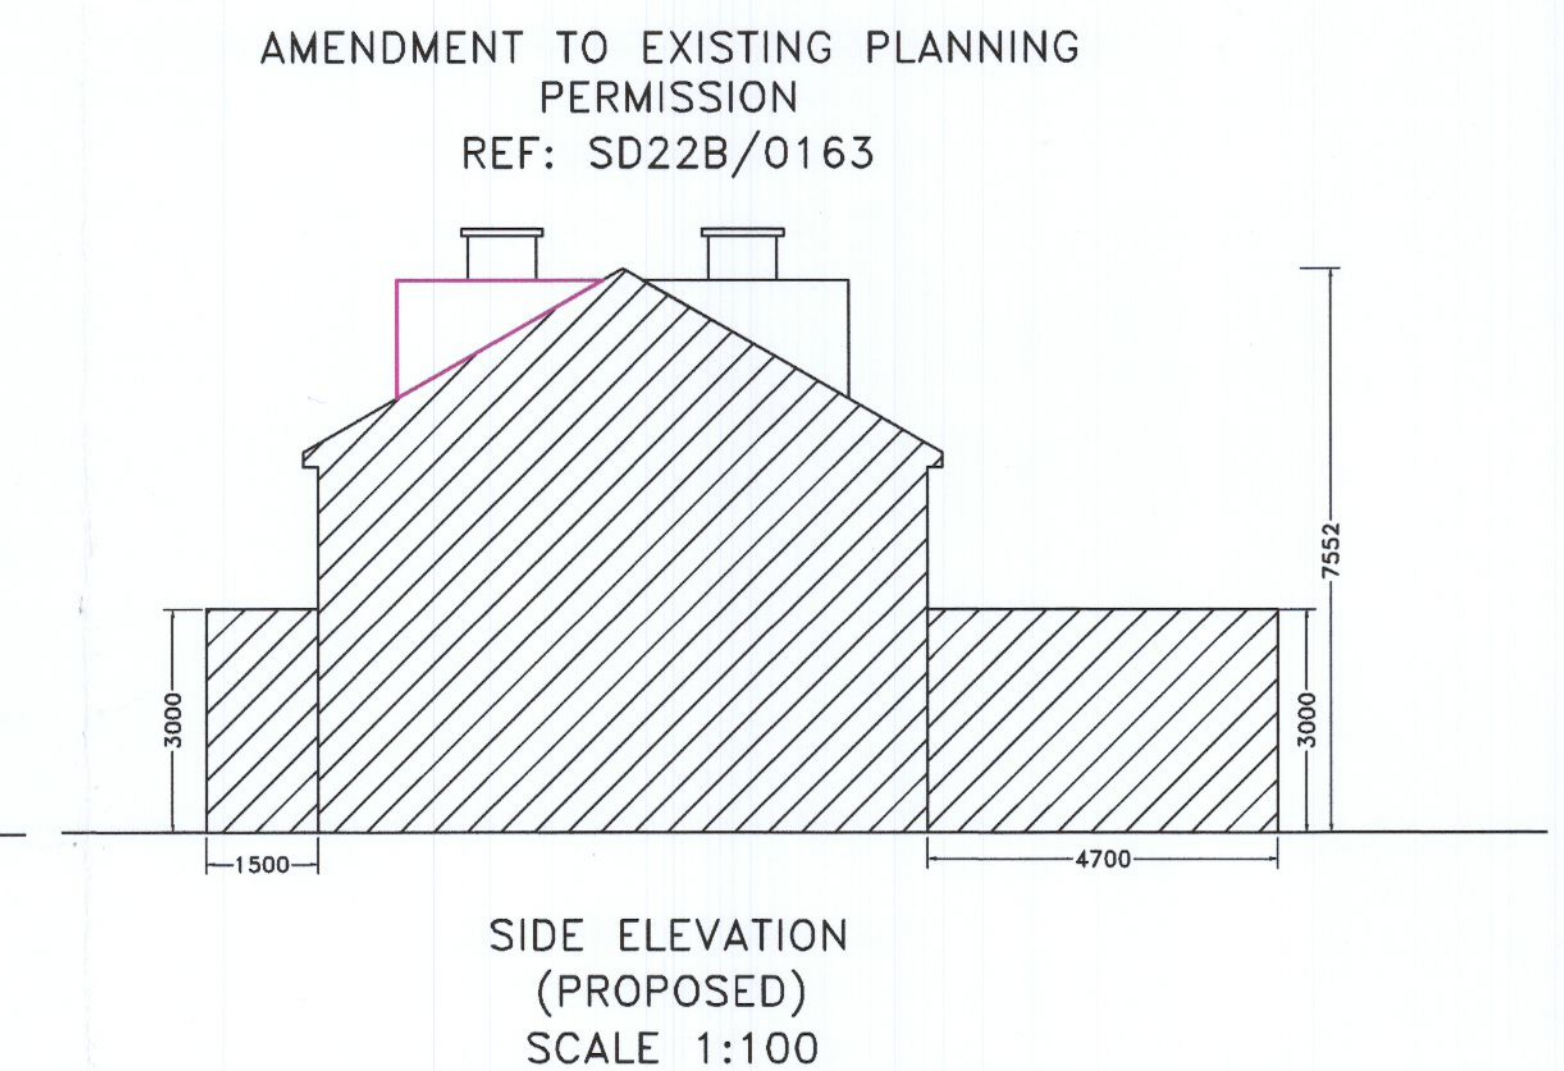 AMENDMENT TO EXISTING PLANNING
PERMISSION
REF: SD22B/0163
7552
3000
3000
1500
4700
SIDE ELEVATION
(PROPOSED)
SCALE 1:100